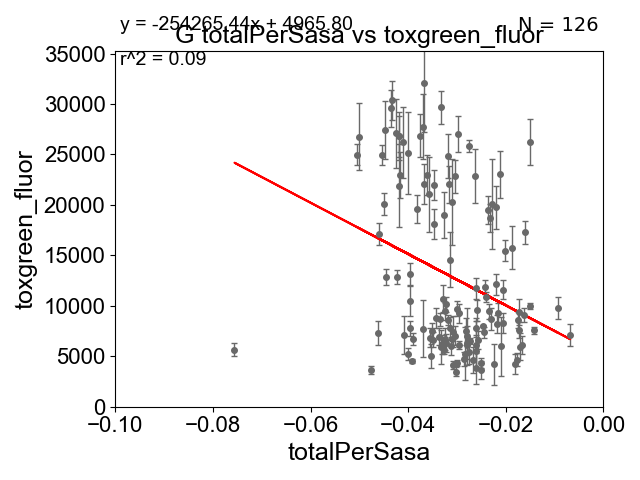 y = -254265.44x + 4965.80
N = 126
G totalPerSasa vs toxgreen_fluor
r^2 = 0.09
35000
30000
25000
20000
15000
10000
5000
0
toxgreen_fluor
−0.10 −0.08 −0.06 −0.04 −0.02 0.00
totalPerSasa